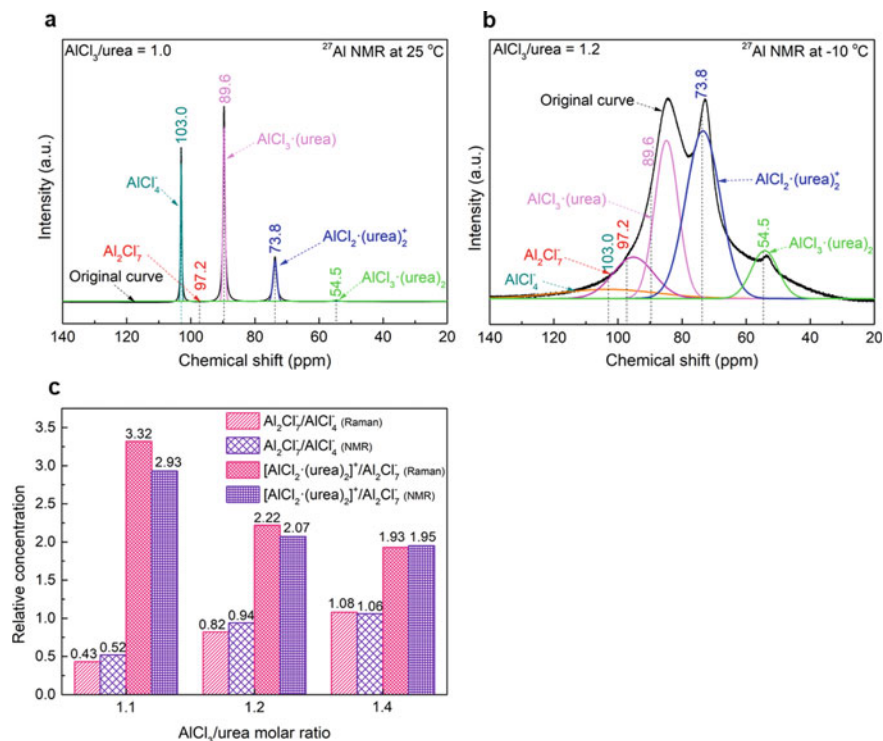 a
AlCl₃/urea = 1.0
²⁷Al NMR at 25 °C
103.0
89.6
AlCl₃·(urea)
AlCl₄⁻
73.8
AlCl₂·(urea)₂⁺
Al₂Cl₇⁻
97.2
54.5
Original curve
AlCl₃·(urea)₂
Intensity (a.u.)
140 120 100 80 60 40 20
Chemical shift (ppm)
b
AlCl₃/urea = 1.2
²⁷Al NMR at -10 °C
73.8
Original curve
89.6
AlCl₃·(urea)
AlCl₂·(urea)₂⁺
103.0
97.2
Al₂Cl₇⁻
AlCl₄⁻
54.5
AlCl₃·(urea)₂
Intensity (a.u.)
140 120 100 80 60 40 20
Chemical shift (ppm)
c
Al₂Cl₇⁻/AlCl₄⁻ (Raman)
Al₂Cl₇⁻/AlCl₄⁻ (NMR)
[AlCl₂·(urea)₂]⁺/Al₂Cl₇⁻ (Raman)
[AlCl₂·(urea)₂]⁺/Al₂Cl₇⁻ (NMR)
Relative concentration
3.5
3.0
2.5
2.0
1.5
1.0
0.5
0.0
0.43 0.52 3.32 2.93
0.82 0.94 2.22 2.07
1.08 1.06 1.93 1.95
1.1 1.2 1.4
AlCl₃/urea molar ratio